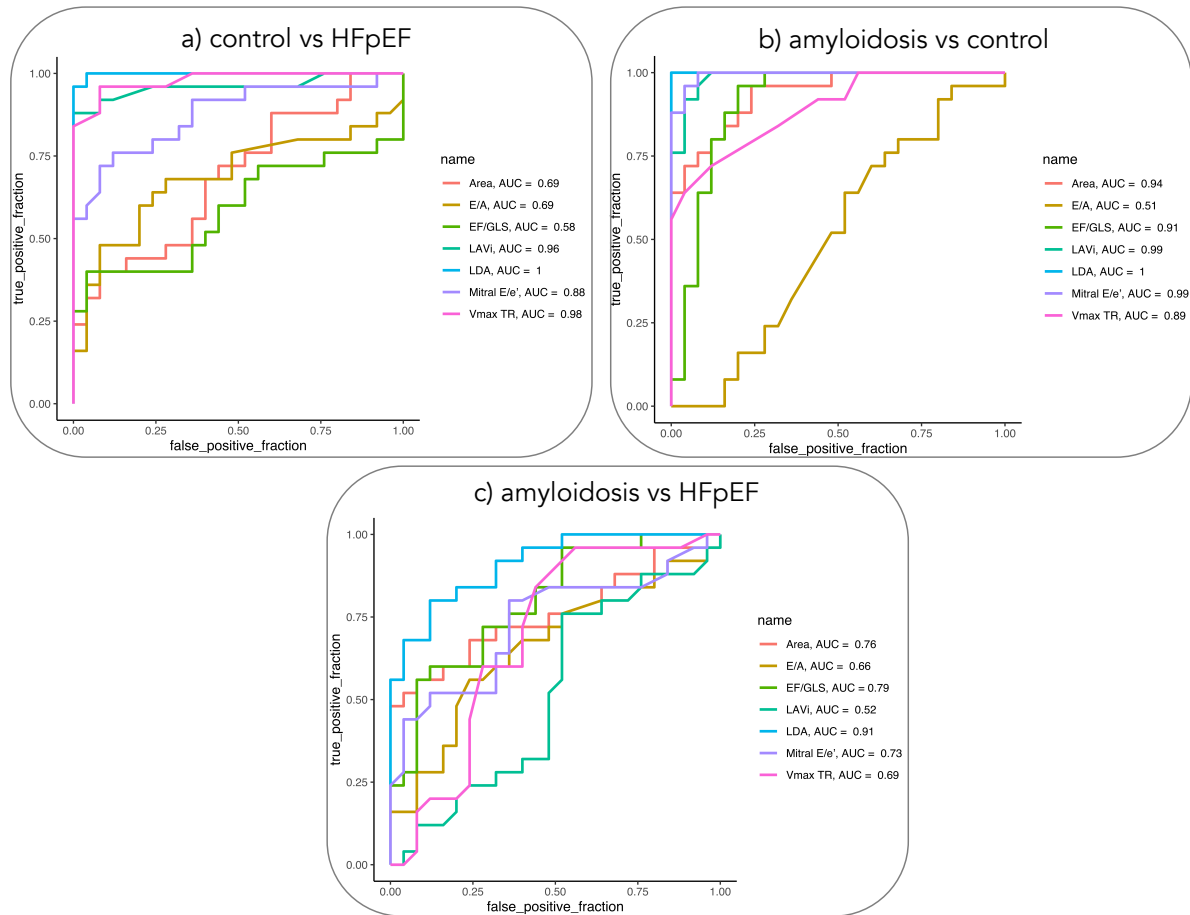 a) control vs HFpEF
1.00
0.75
0.50
0.25
0.00
true_positive_fraction
0.00 0.25 0.50 0.75 1.00
false_positive_fraction
name
Area, AUC = 0.69
E/A, AUC = 0.69
EF/GLS, AUC = 0.58
LAVi, AUC = 0.96
LDA, AUC = 1
Mitral E/e', AUC = 0.88
Vmax TR, AUC = 0.98
b) amyloidosis vs control
1.00
0.75
0.50
0.25
0.00
true_positive_fraction
0.00 0.25 0.50 0.75 1.00
false_positive_fraction
name
Area, AUC = 0.94
E/A, AUC = 0.51
EF/GLS, AUC = 0.91
LAVi, AUC = 0.99
LDA, AUC = 1
Mitral E/e', AUC = 0.99
Vmax TR, AUC = 0.89
c) amyloidosis vs HFpEF
1.00
0.75
0.50
0.25
0.00
true_positive_fraction
0.00 0.25 0.50 0.75 1.00
false_positive_fraction
name
Area, AUC = 0.76
E/A, AUC = 0.66
EF/GLS, AUC = 0.79
LAVi, AUC = 0.52
LDA, AUC = 0.91
Mitral E/e', AUC = 0.73
Vmax TR, AUC = 0.69